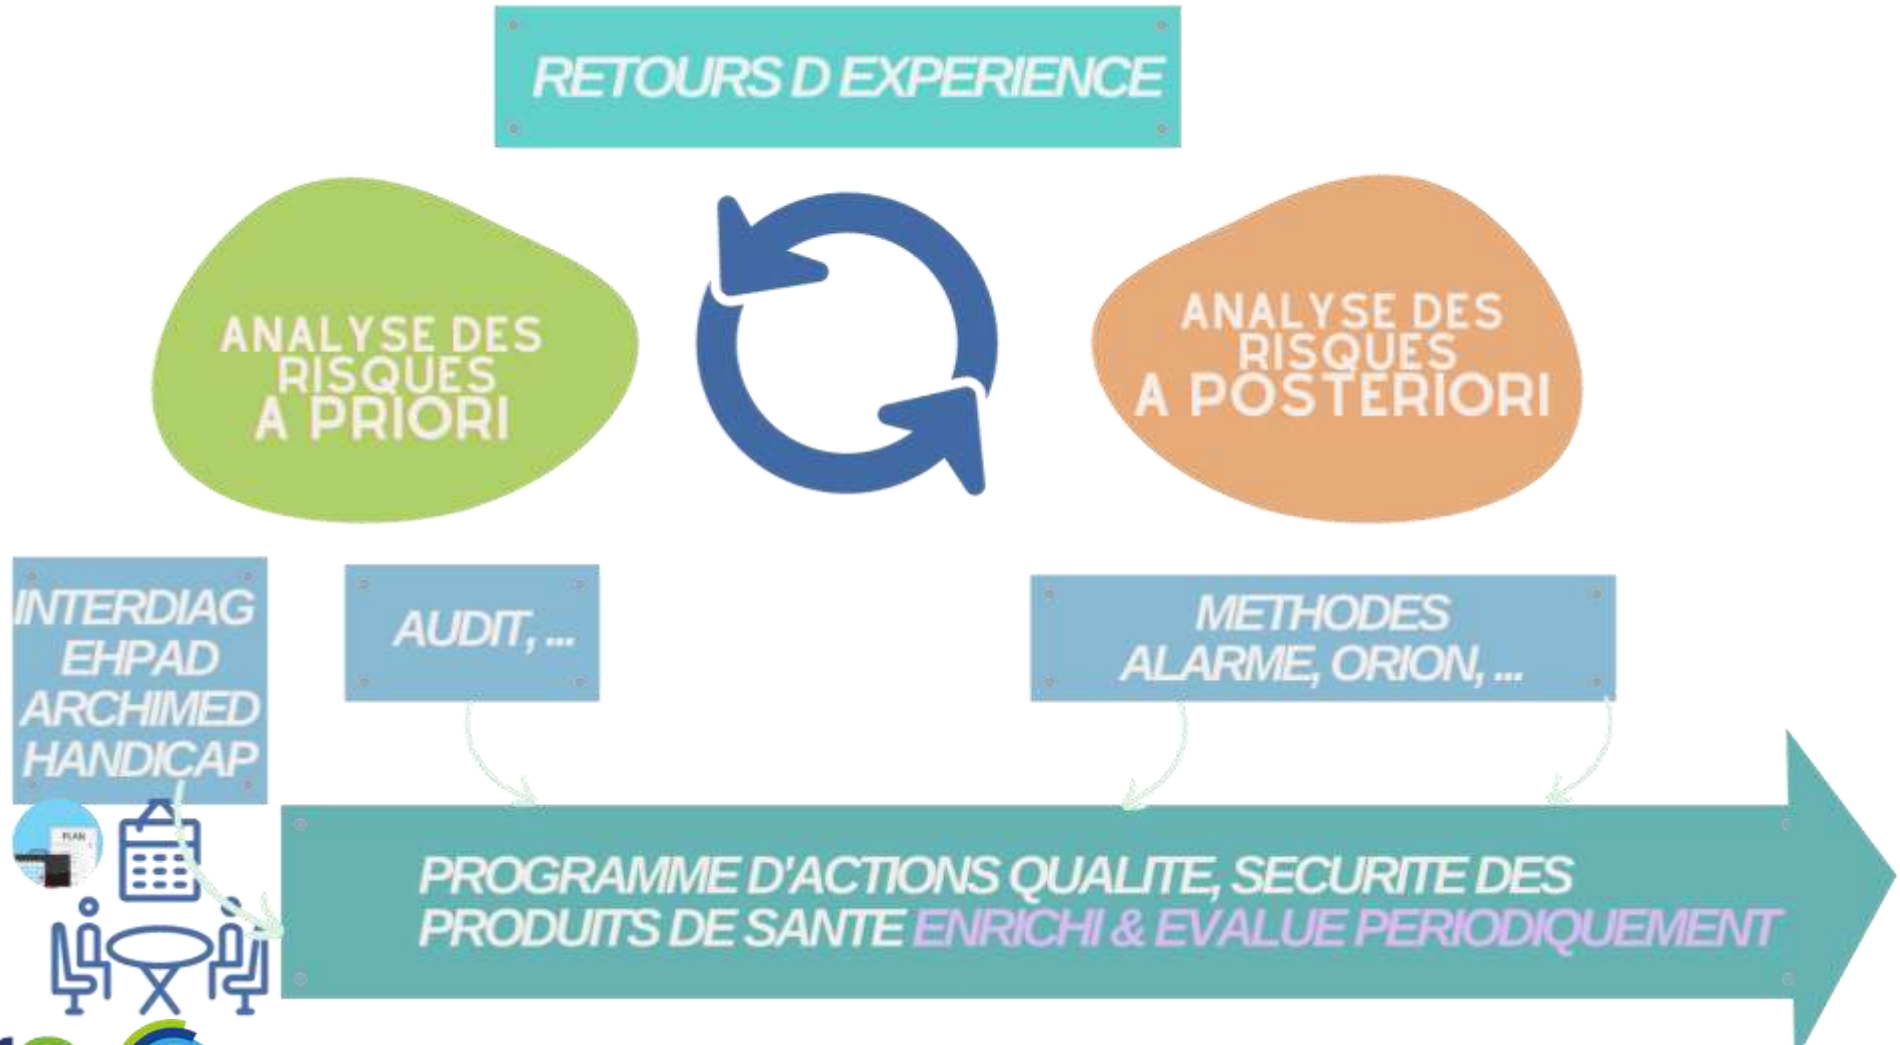 RETOURS D EXPERIENCE
ANALYSE DES
RISQUES
A PRIORI
ANALYSE DES
RISQUES
A POSTERIORI
INTERDIAG
EHPAD
ARCHIMED
HANDICAP
AUDIT, ...
METHODES
ALARME, ORION, ...
PLAN
PROGRAMME D'ACTIONS QUALITE, SECURITE DES
PRODUITS DE SANTE ENRICHI & EVALUE PERIODIQUEMENT